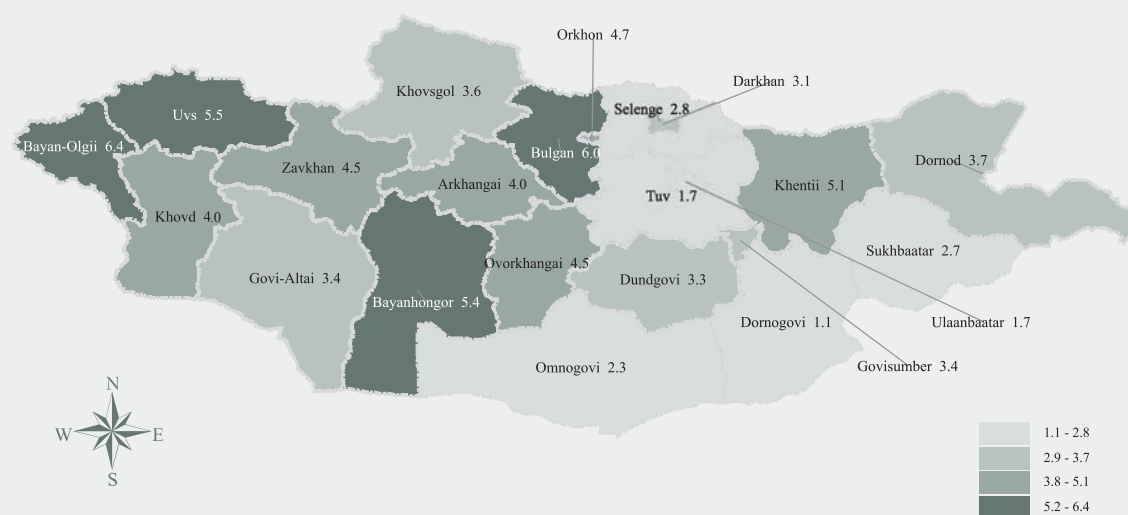 Orkhon 4.7
Darkhan 3.1
Khovsgol 3.6
Selenge 2.8
Uvs 5.5
Bayan-Olgii 6.4
Bulgan 6.0
Dornod 3.7
Zavkhan 4.5
Arkhangai 4.0
Khentii 5.1
Tuv 1.7
Khovd 4.0
Sukhbaatar 2.7
Ovorkhangai 4.5
Govi-Altai 3.4
Dundgovi 3.3
Bayanhongor 5.4
Dornogovi 1.1
Ulaanbaatar 1.7
Omnogovi 2.3
Govisumber 3.4
N
W
E
S
1.1 - 2.8
2.9 - 3.7
3.8 - 5.1
5.2 - 6.4